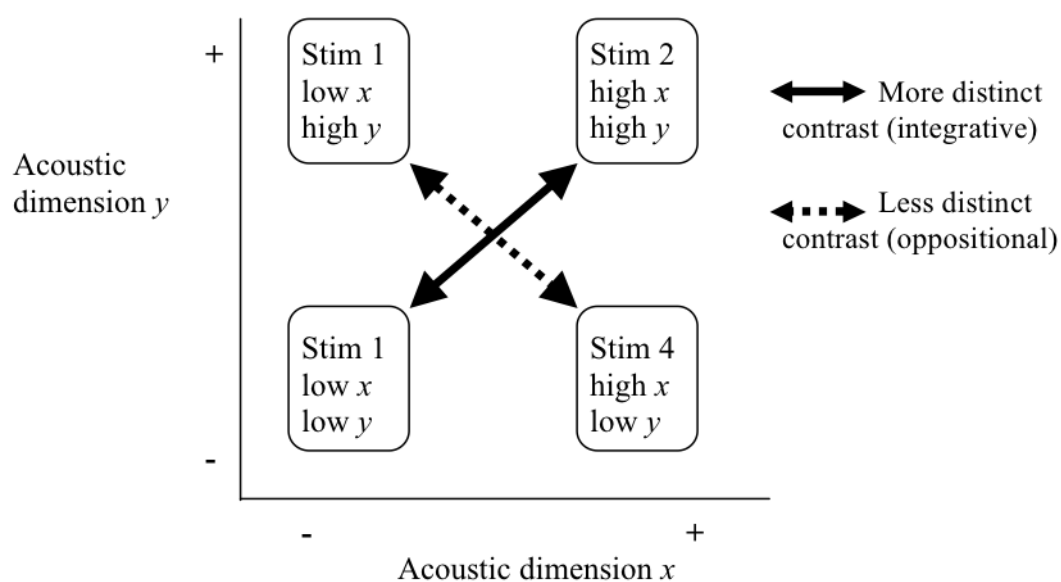 +
Stim 1
low x
high y
Stim 2
high x
high y
More distinct
contrast (integrative)
Acoustic
dimension y
Less distinct
contrast (oppositional)
Stim 1
low x
low y
Stim 4
high x
low y
-
-
+
Acoustic dimension x